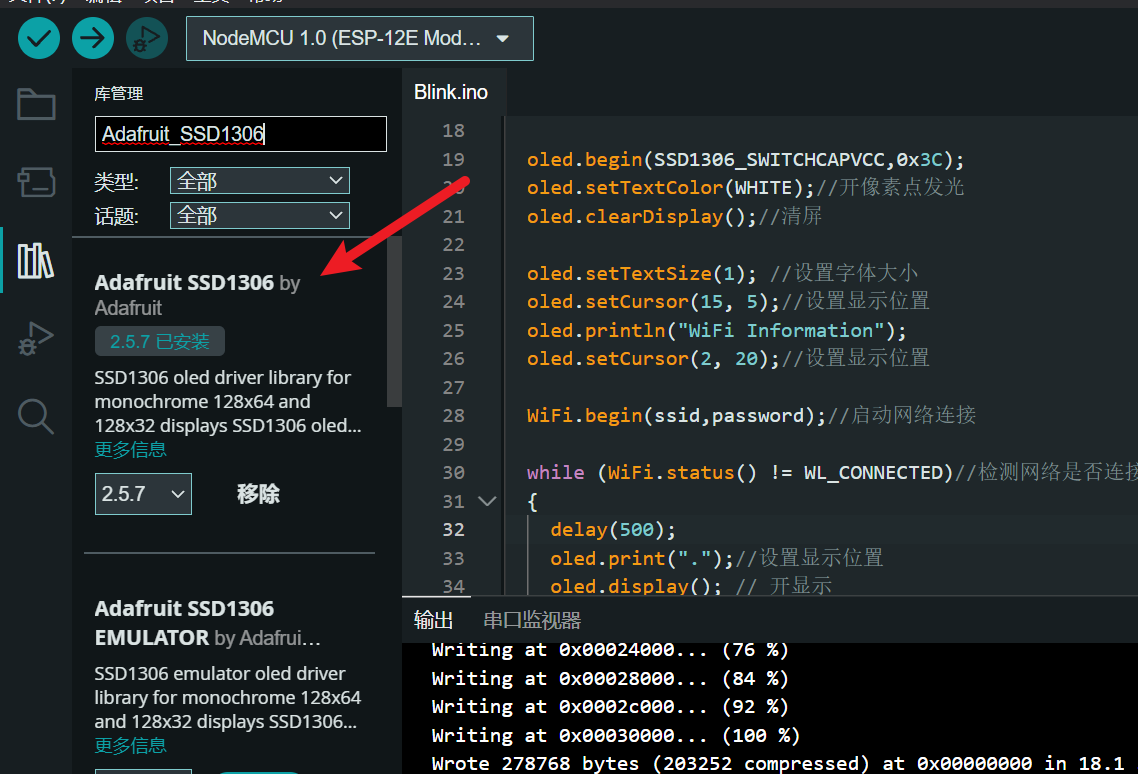 NodeMCU 1.0 (ESP-12E Mod...
库管理
Adafruit_SSD1306
类型:
全部
话题:
全部
Adafruit SSD1306 by
Adafruit
2.5.7 已安装
SSD1306 oled driver library for
monochrome 128x64 and
128x32 displays SSD1306 oled...
更多信息
2.5.7
移除
Adafruit SSD1306
EMULATOR by Adafrui...
SSD1306 emulator oled driver
library for monochrome 128x64
and 128x32 displays SSD1306...
更多信息
Blink.ino
18
19 oled.begin(SSD1306_SWITCHCAPVCC,0x3C);
20 oled.setTextColor(WHITE);//开像素点发光
21 oled.clearDisplay();//清屏
22
23 oled.setTextSize(1); //设置字体大小
24 oled.setCursor(15, 5);//设置显示位置
25 oled.println("WiFi Information");
26 oled.setCursor(2, 20);//设置显示位置
27
28 WiFi.begin(ssid,password);//启动网络连接
29
30 while (WiFi.status() != WL_CONNECTED)//检测网络是否连接
31 {
32 delay(500);
33 oled.print(".");//设置显示位置
34 oled.display(); // 开显示
输出 串口监视器
Writing at 0x00024000... (76 %)
Writing at 0x00028000... (84 %)
Writing at 0x0002c000... (92 %)
Writing at 0x00030000... (100 %)
Wrote 278768 bytes (203252 compressed) at 0x00000000 in 18.1